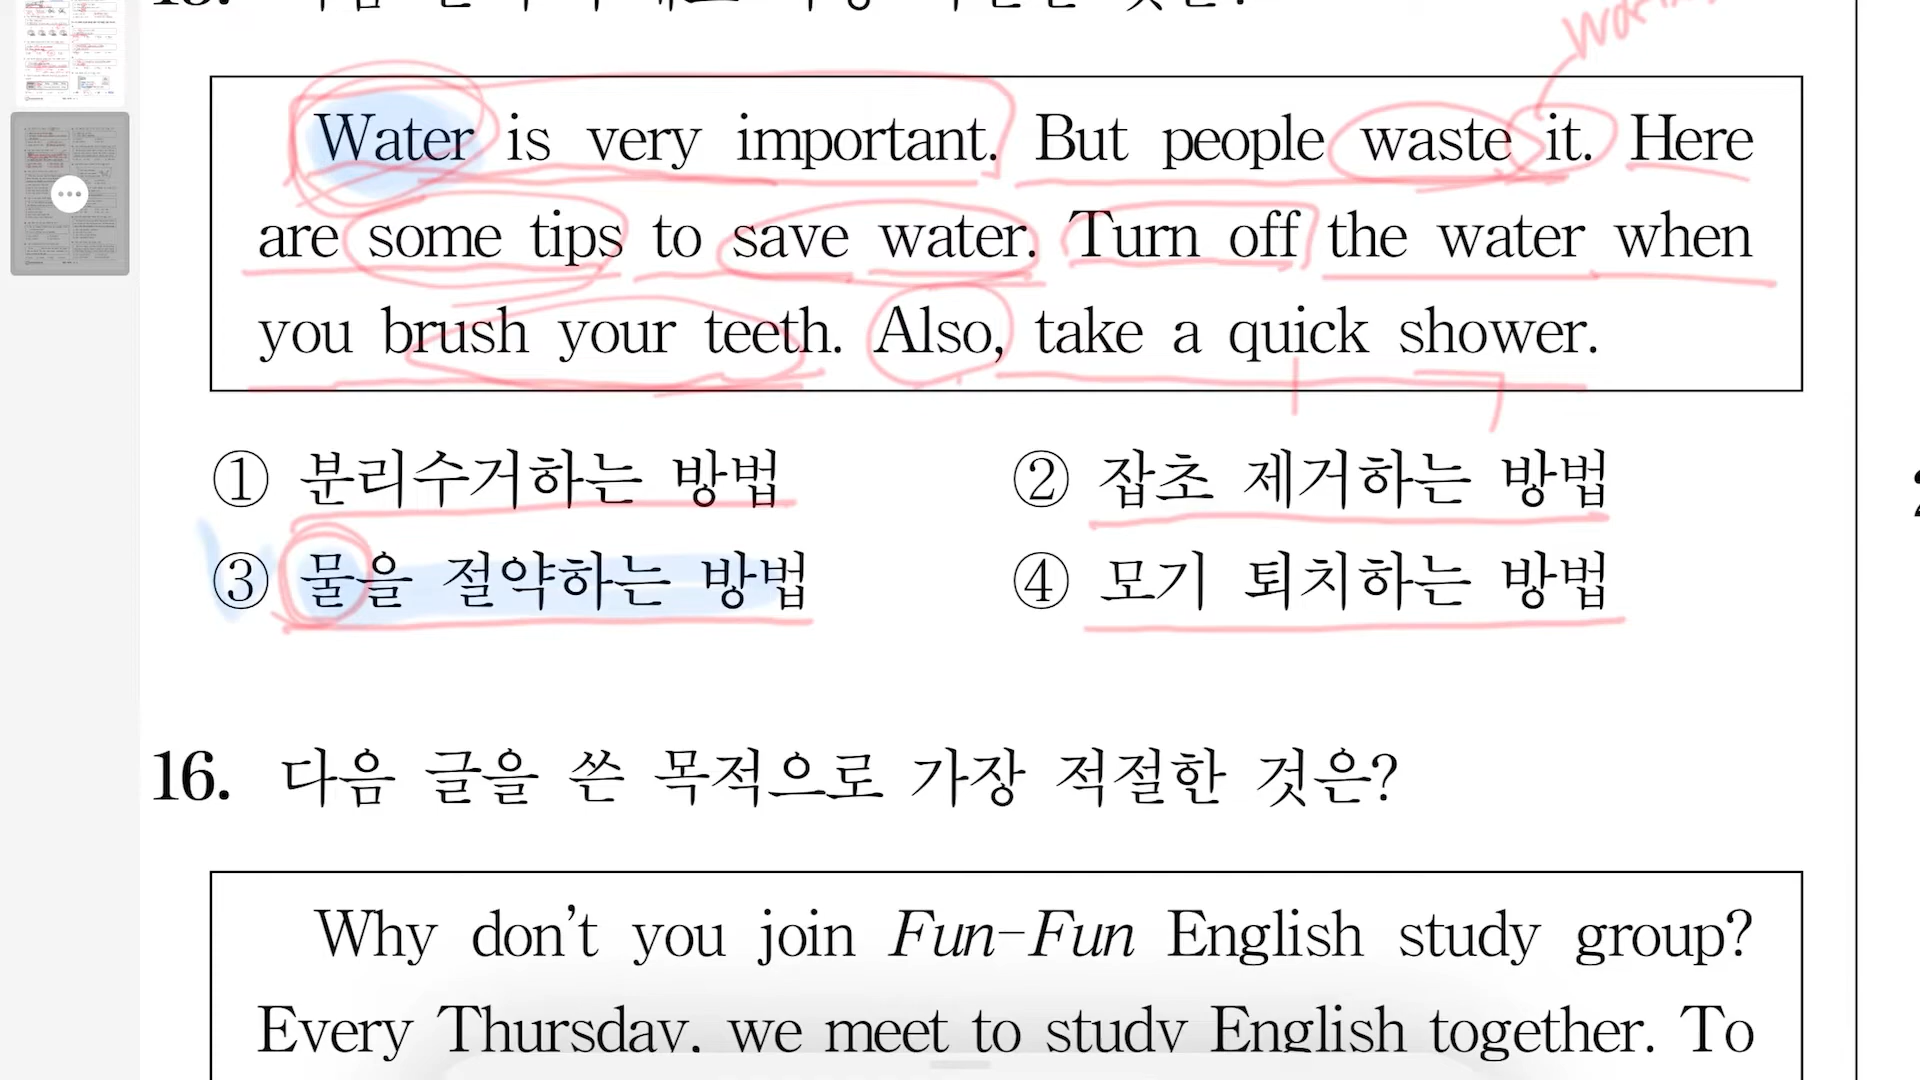 Water is very important. But people waste it. Here
are some tips to save water. Turn off the water when
you brush your teeth. Also, take a quick shower.
① 분리수거하는 방법
② 잡초 제거하는 방법
③ 물을 절약하는 방법
④ 모기 퇴치하는 방법
16. 다음 글을 쓴 목적으로 가장 적절한 것은?
Why don't you join Fun-Fun English study group?
Every Thursday, we meet to study English together. To